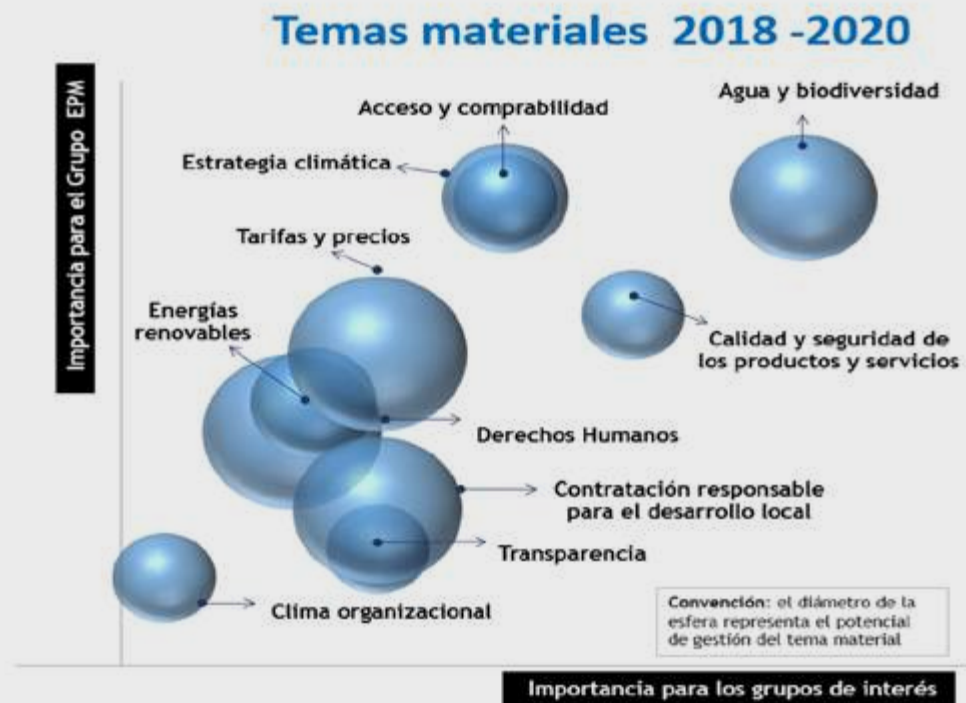 Temas materiales 2018 -2020
Importancia para el Grupo EPM
Acceso y comprabilidad
Agua y biodiversidad
Estrategia climática
Tarifas y precios
Energías
renovables
Calidad y seguridad de
los productos y servicios
Derechos Humanos
Contratación responsable
para el desarrollo local
Transparencia
Clima organizacional
Convención: el diámetro de la
esfera representa el potencial
de gestión del tema material
Importancia para los grupos de interés